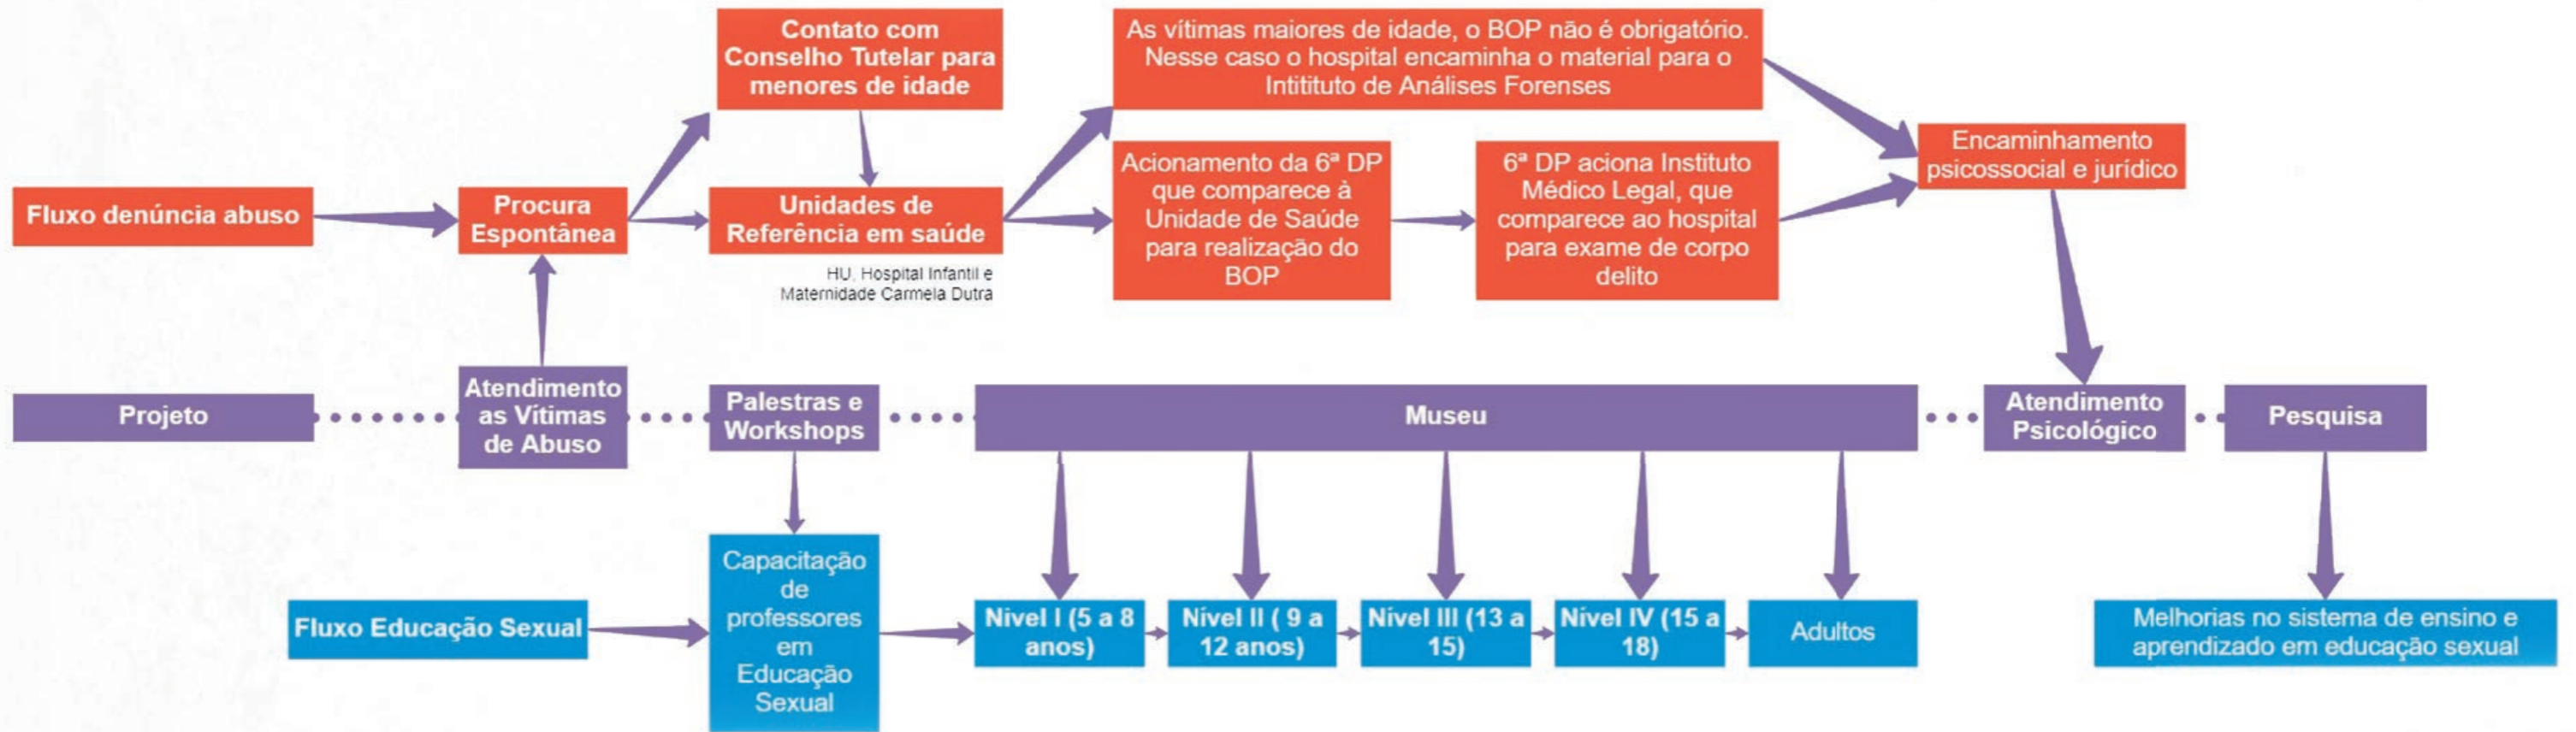 Contato com
Conselho Tutelar para
menores de idade
As vítimas maiores de idade, o BOP não é obrigatório.
Nesse caso o hospital encaminha o material para o
Intituto de Análises Forenses
Fluxo denúncia abuso
Procura
Espontânea
Unidades de
Referência em saúde
HU, Hospital Infantil e
Maternidade Carmela Dutra
Acionamento da 6ª DP
que comparece à
Unidade de Saúde
para realização do
BOP
6ª DP aciona Instituto
Médico Legal, que
comparece ao hospital
para exame de corpo
delito
Encaminhamento
psicossocial e jurídico
Projeto
Atendimento
as Vítimas
de Abuso
Palestras e
Workshops
Museu
Atendimento
Psicológico
Pesquisa
Fluxo Educação Sexual
Capacitação
de
professores
em
Educação
Sexual
Nível I (5 a 8
anos)
Nível II ( 9 a
12 anos)
Nível III (13 a
15)
Nível IV (15 a
18)
Adultos
Melhorias no sistema de ensino e
aprendizado em educação sexual